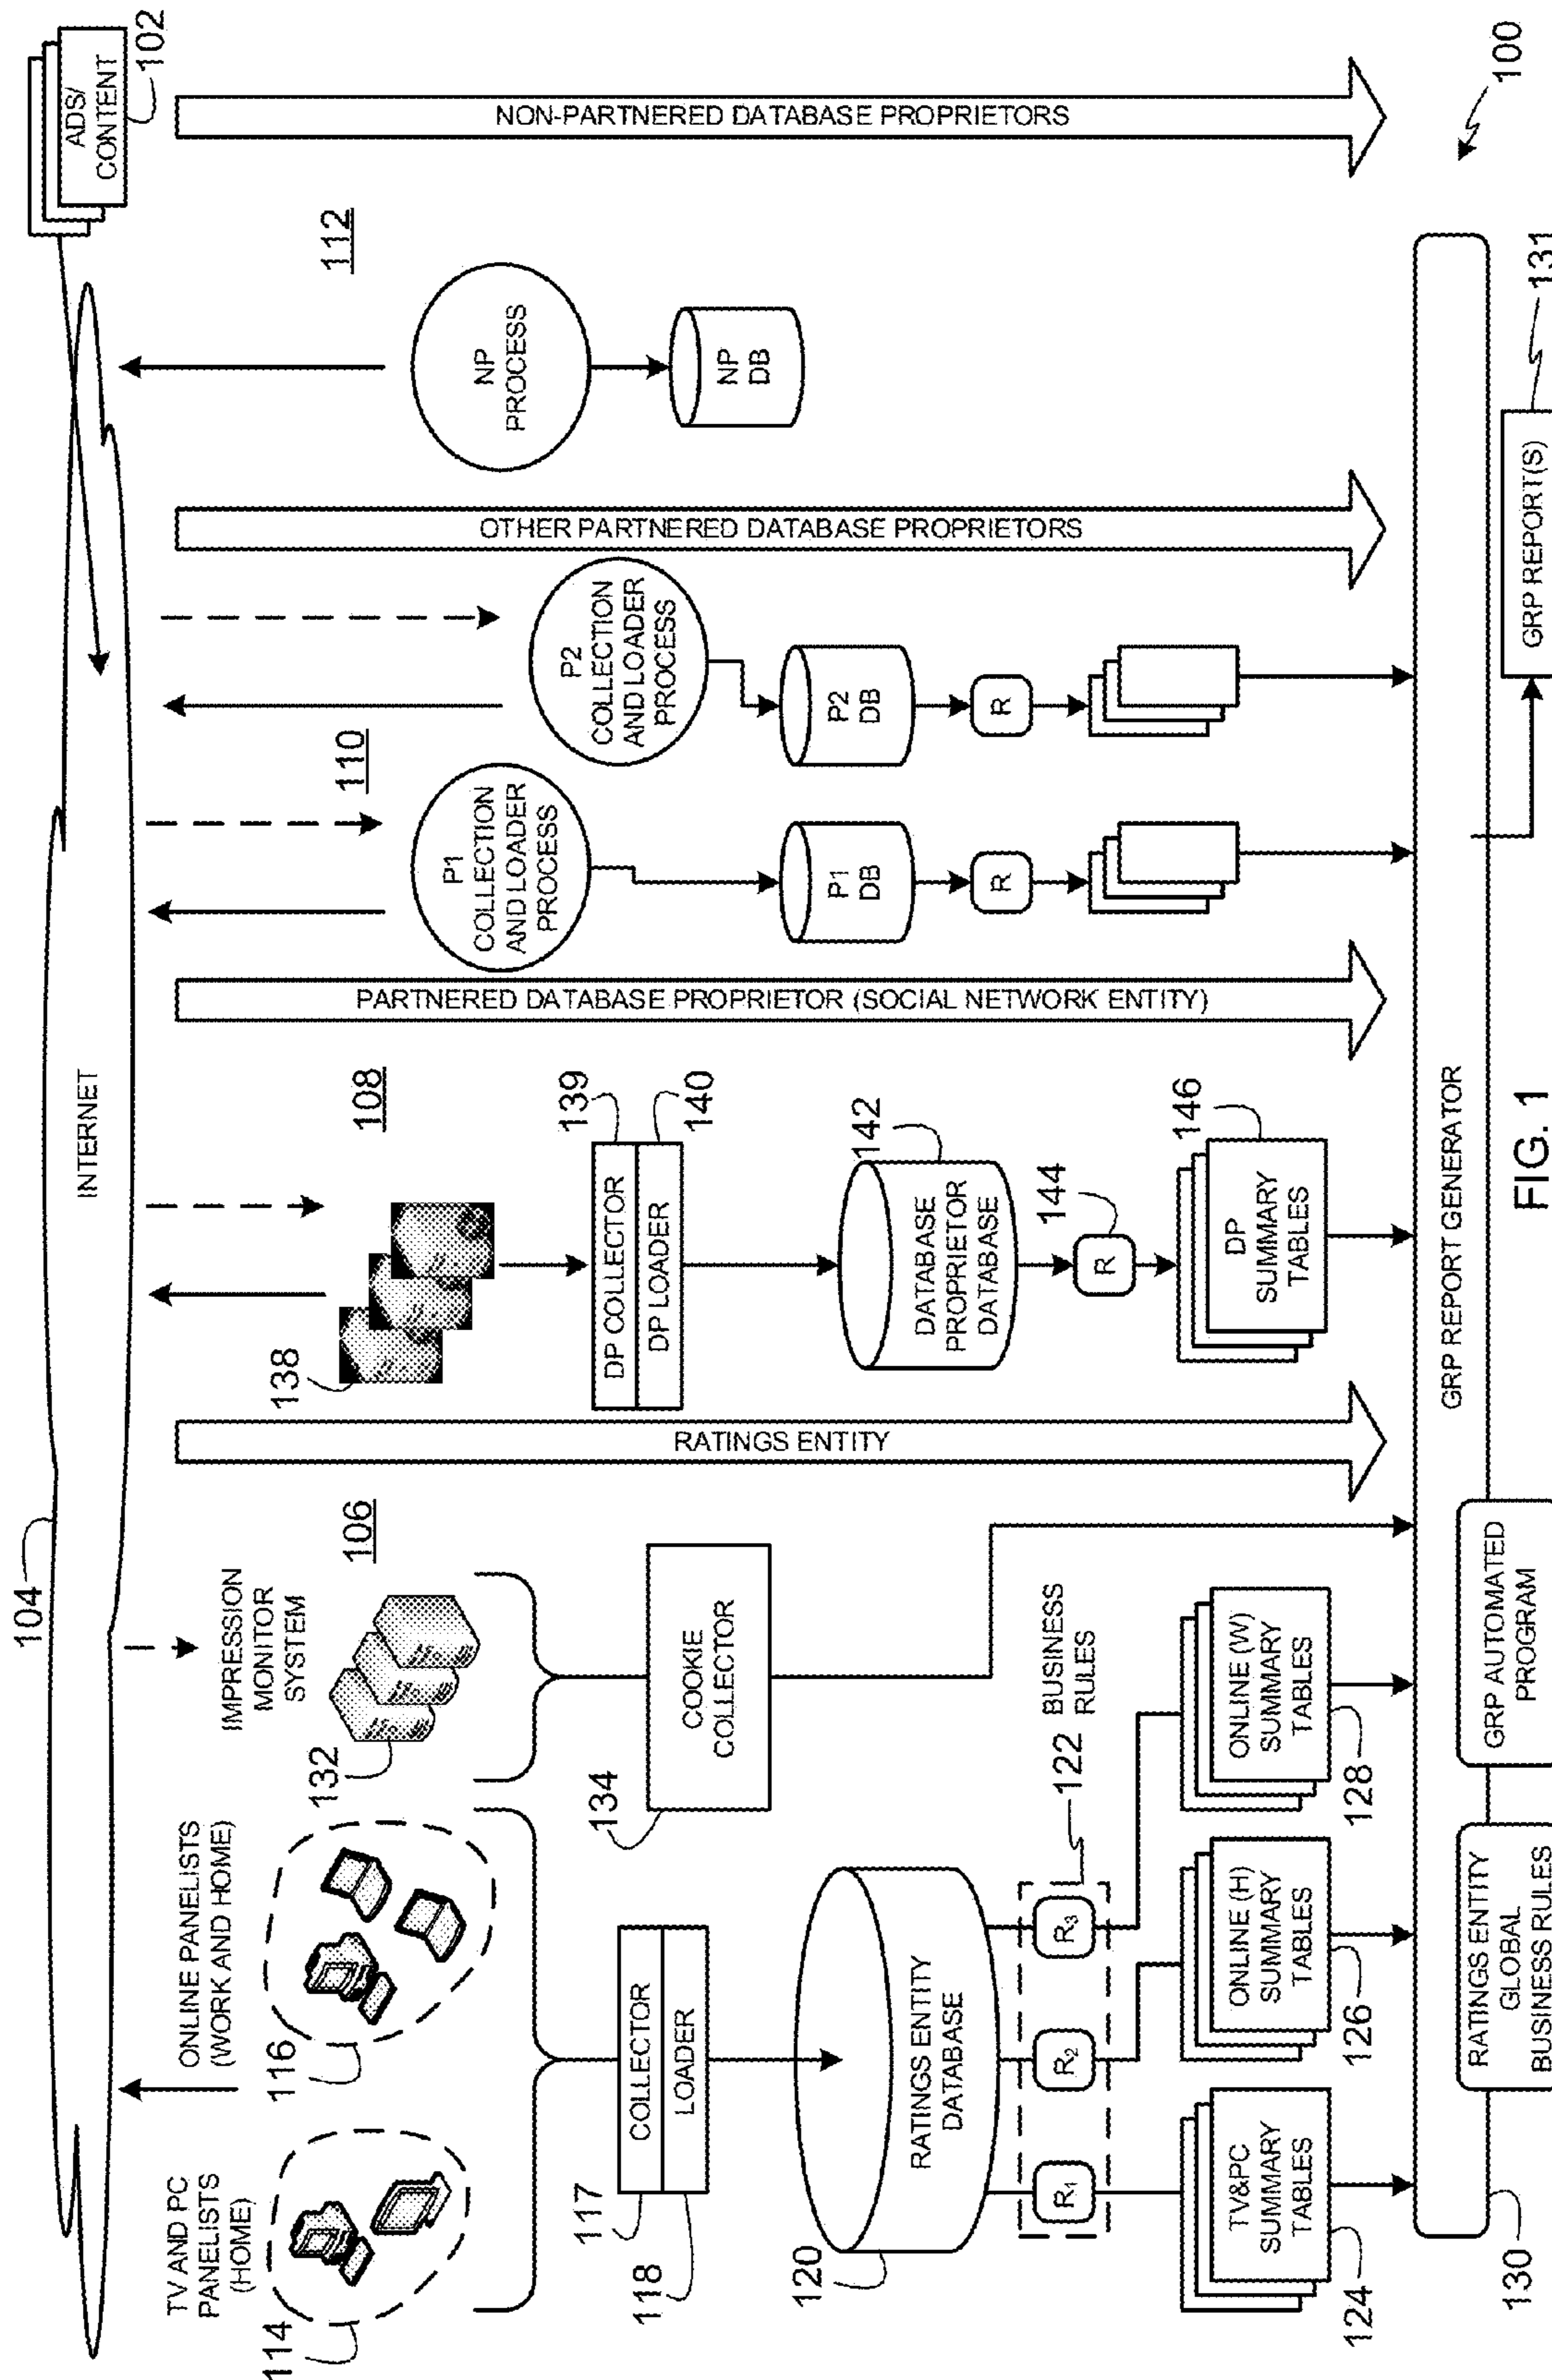 ADS/
CONTENT
102
104
INTERNET
TV AND PC
PANELISTS
(HOME)
114
ONLINE PANELISTS
(WORK AND HOME)
116
IMPRESSION
MONITOR
SYSTEM
132
106
117
COLLECTOR
LOADER
118
134
COOKIE
COLLECTOR
120
RATINGS ENTITY
DATABASE
122
BUSINESS
RULES
R1
R2
R3
TV&PC
SUMMARY
TABLES
124
ONLINE (H)
SUMMARY
TABLES
126
ONLINE (W)
SUMMARY
TABLES
128
RATINGS ENTITY
138
108
DP COLLECTOR
DP LOADER
139
140
DATABASE
PROPRIETOR
DATABASE
142
R
144
DP
SUMMARY
TABLES
146
PARTNERED DATABASE PROPRIETOR (SOCIAL NETWORK ENTITY)
110
P1
COLLECTION
AND LOADER
PROCESS
P1
DB
R
P2
COLLECTION
AND LOADER
PROCESS
P2
DB
R
OTHER PARTNERED DATABASE PROPRIETORS
112
NP
PROCESS
NP
DB
NON-PARTNERED DATABASE PROPRIETORS
100
GRP REPORT GENERATOR
130
RATINGS ENTITY
GLOBAL
BUSINESS RULES
GRP AUTOMATED
PROGRAM
GRP REPORT(S)
131
FIG. 1